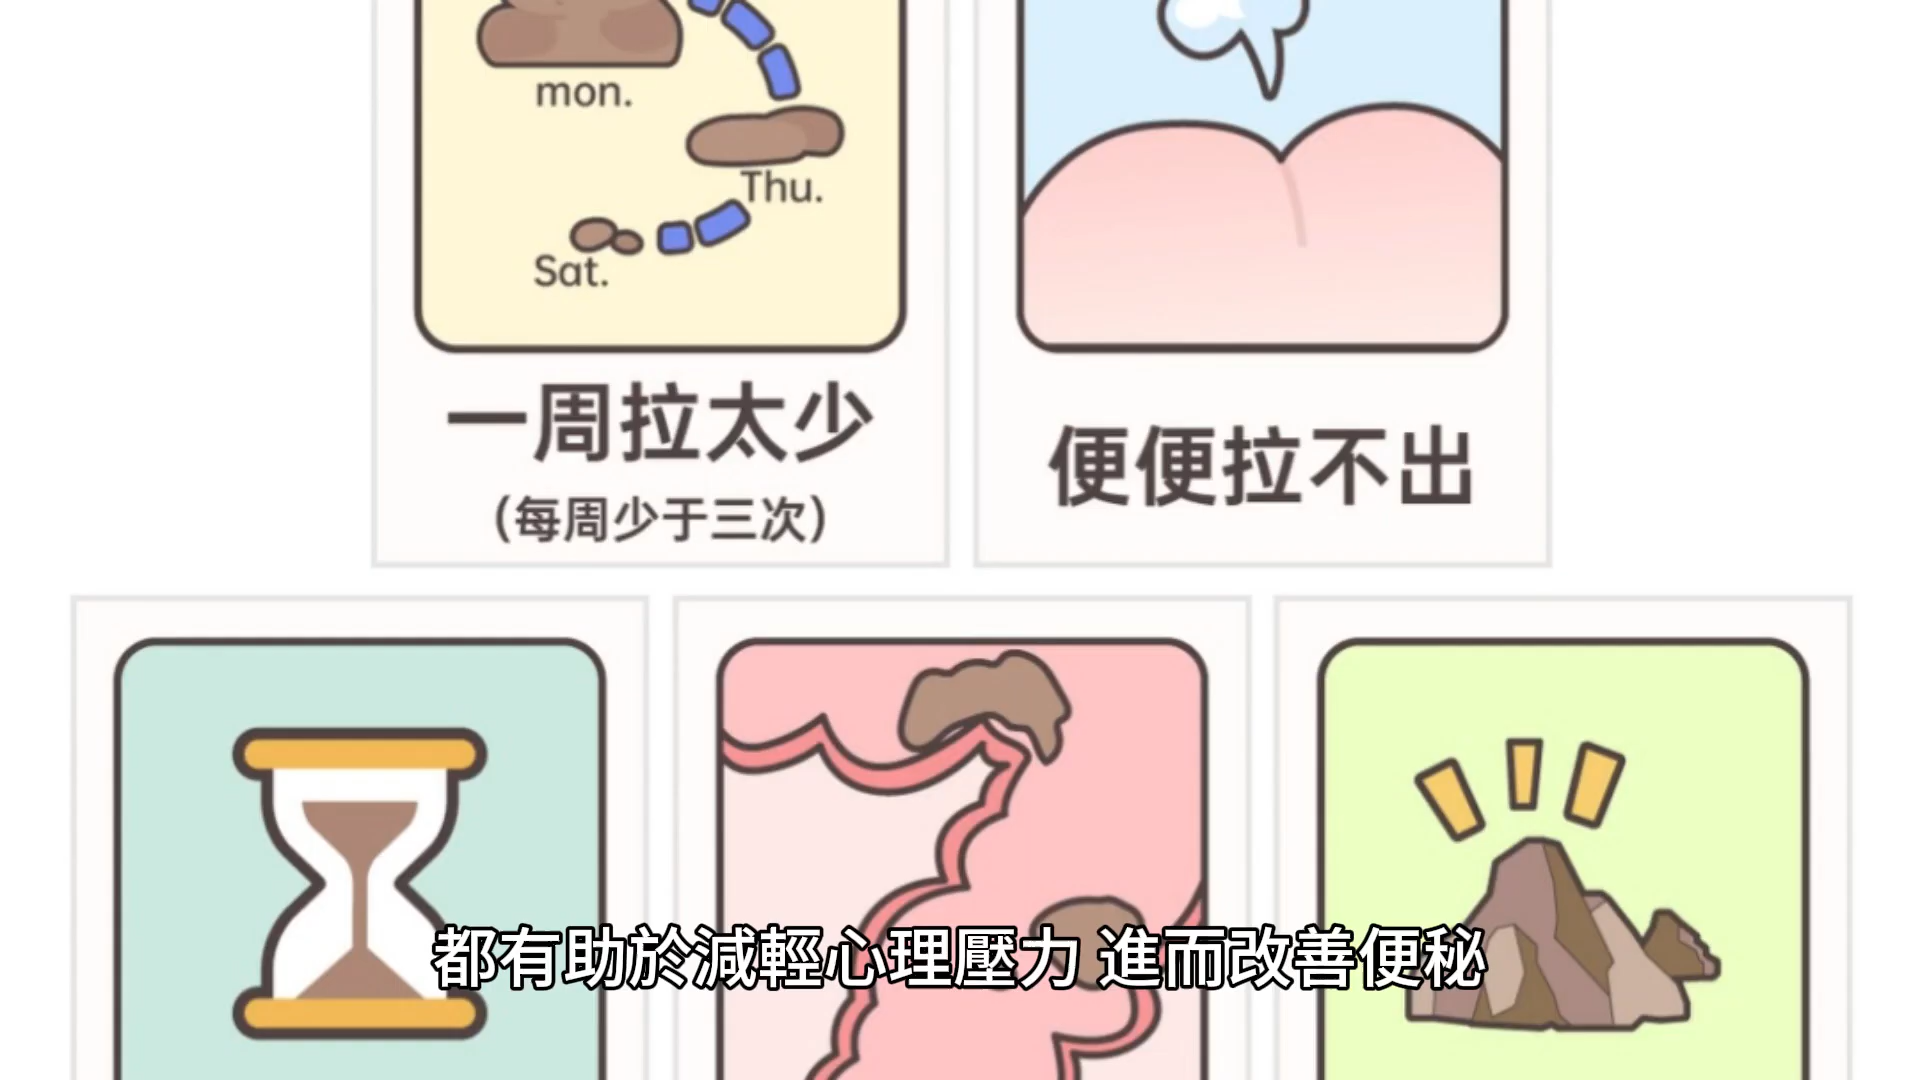 mon.
Thu.
Sat.
一周拉太少
（每周少于三次）
便便拉不出
都有助於減輕心理壓力 進而改善便秘